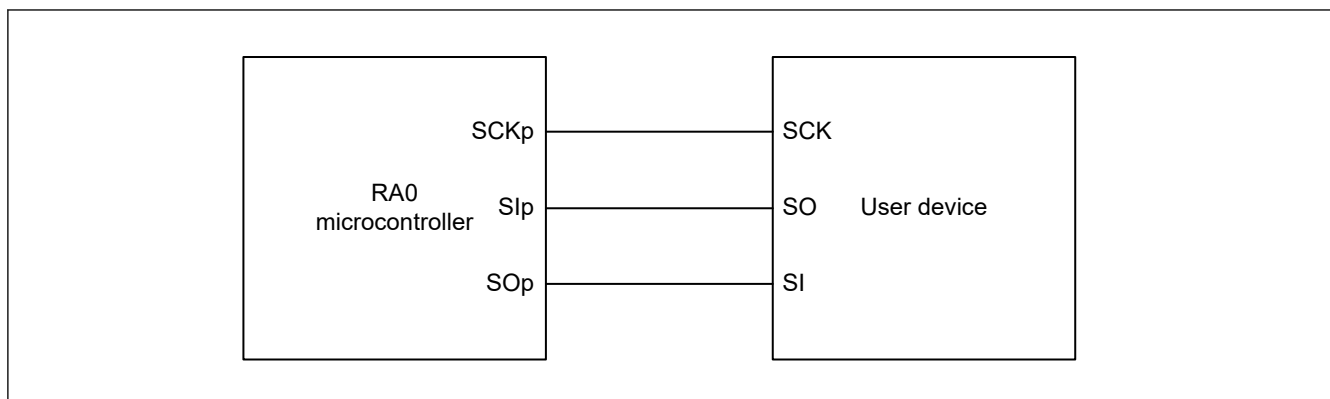 SCKp
SCK
RA0
microcontroller
SIp
SO
User device
SOp
SI